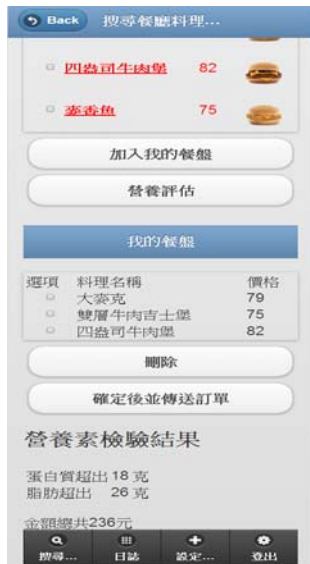 Back 搜尋餐廳料理...
四盎司牛肉堡 82
麥香魚 75
加入我的餐盤
營養評估
我的餐盤
選項 料理名稱 價格
大麥克 79
雙層牛肉吉士堡 75
四盎司牛肉堡 82
刪除
確定後並傳送訂單
營養素檢驗結果
蛋白質超出 18 克
脂肪超出 26 克
金額總共236元
搜尋... 日誌 設定... 登出